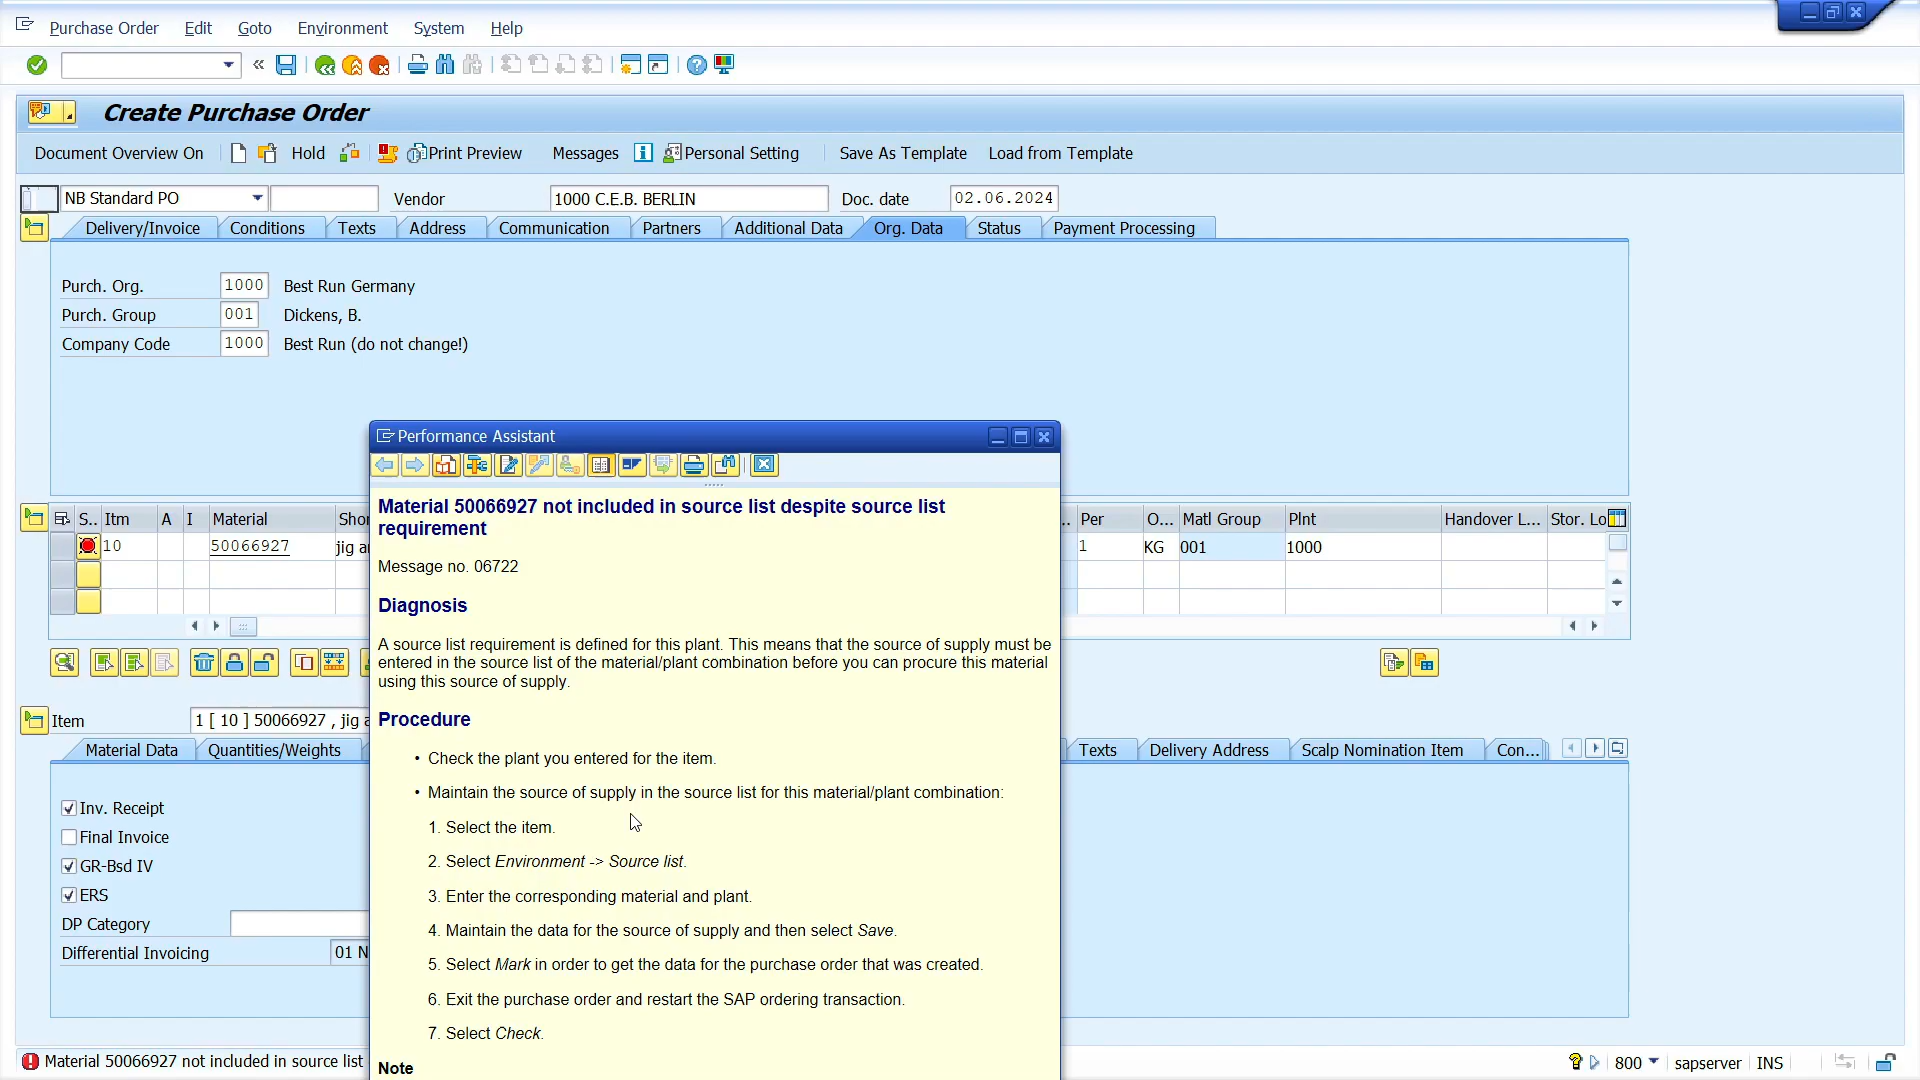 Purchase Order Edit Goto Environment System Help
Create Purchase Order
Document Overview On Hold Print Preview Messages Personal Setting Save As Template Load from Template
NB Standard PO Vendor 1000 C.E.B. BERLIN Doc. date 02.06.2024
Delivery/Invoice Conditions Texts Address Communication Partners Additional Data Org. Data Status Payment Processing
Purch. Org. 1000 Best Run Germany
Purch. Group 001 Dickens, B.
Company Code 1000 Best Run (do not change!)
Performance Assistant
Material 50066927 not included in source list despite source list
requirement
Message no. 06722
Diagnosis
A source list requirement is defined for this plant. This means that the source of supply must be
entered in the source list of the material/plant combination before you can procure this material
using this source of supply.
Procedure
• Check the plant you entered for the item.
• Maintain the source of supply in the source list for this material/plant combination:
1. Select the item.
2. Select Environment -> Source list.
3. Enter the corresponding material and plant.
4. Maintain the data for the source of supply and then select Save.
5. Select Mark in order to get the data for the purchase order that was created.
6. Exit the purchase order and restart the SAP ordering transaction.
7. Select Check.
Note
S.. Itm A I Material Sho .. Per O... Matl Group Plnt Handover L... Stor. Lo
10 50066927 jig a 1 KG 001 1000
Item 1 [ 10 ] 50066927 , jig a
Material Data Quantities/Weights Texts Delivery Address Scalp Nomination Item Con...
Inv. Receipt
Final Invoice
GR-Bsd IV
ERS
DP Category
Differential Invoicing 01 N
Material 50066927 not included in source list 800 sapserver INS